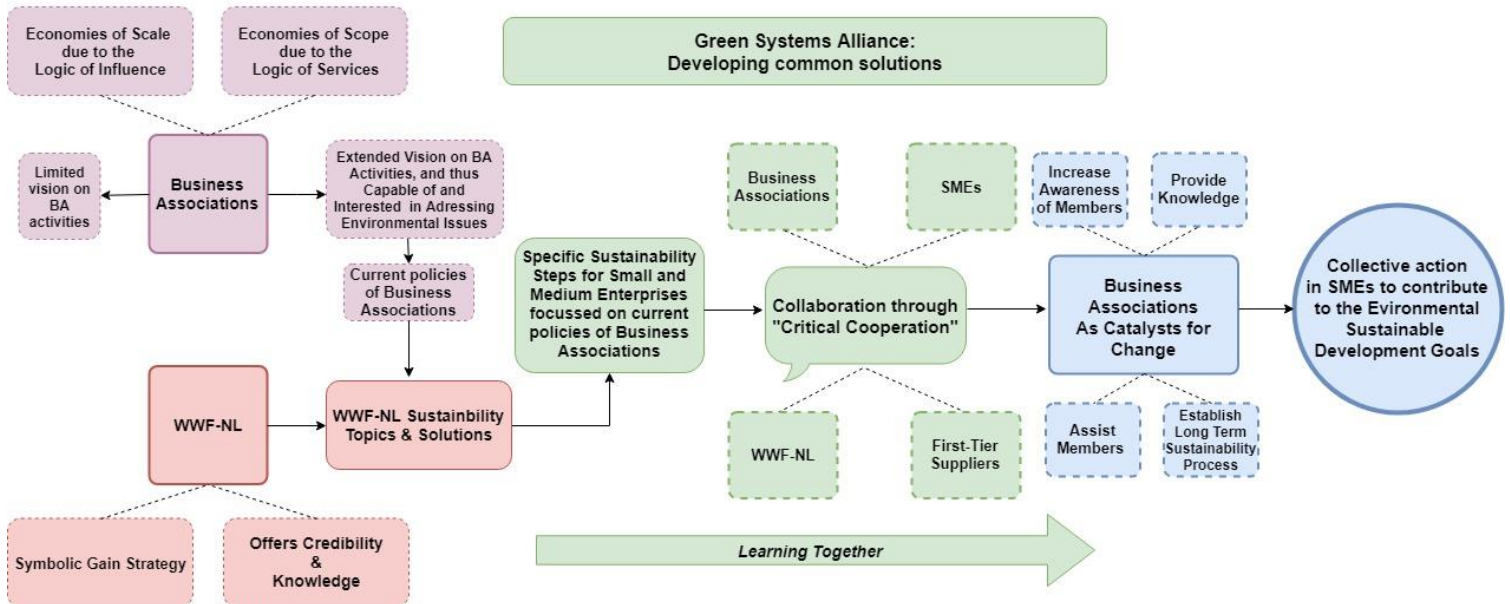 Economies of Scale
due to the
Logic of Influence
Economies of Scope
due to the
Logic of Services
Green Systems Alliance:
Developing common solutions
Limited
vision on
BA
activities
Business
Associations
Extended Vision on BA
Activities, and thus
Capable of and
Interested in Adressing
Environmental Issues
Current policies
of Business
Associations
WWF-NL
WWF-NL Sustainbility
Topics & Solutions
Symbolic Gain Strategy
Offers Credibility
&
Knowledge
Specific Sustainability
Steps for Small and
Medium Enterprises
focussed on current
policies of Business
Associations
Business
Associations
SMEs
Collaboration through
"Critical Cooperation"
WWF-NL
First-Tier
Suppliers
Learning Together
Increase
Awareness
of Members
Provide
Knowledge
Business
Associations
As Catalysts for
Change
Assist
Members
Establish
Long Term
Sustainability
Process
Collective action
in SMEs to contribute
to the Evironmental
Sustainable
Development Goals